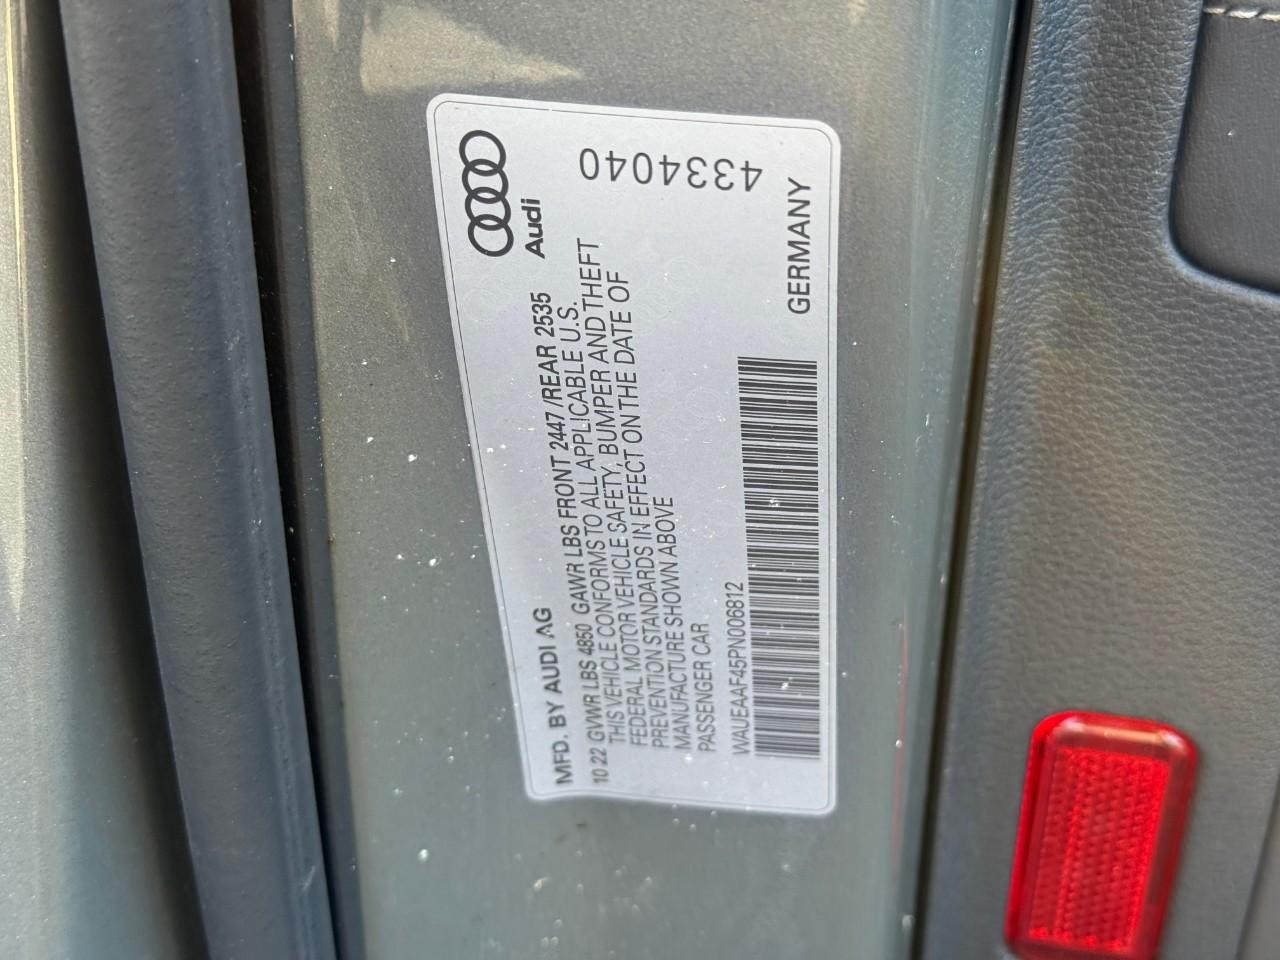 Audi
4334040
MFD. BY AUDI AG
10 22 GVWR LBS 4850 GAWR LBS FRONT 2447 /REAR 2535
THIS VEHICLE CONFORMS TO ALL APPLICABLE U.S.
FEDERAL MOTOR VEHICLE SAFETY, BUMPER AND THEFT
PREVENTION STANDARDS IN EFFECT ON THE DATE OF
MANUFACTURE SHOWN ABOVE
PASSENGER CAR
WAUEAAF45PN006812
GERMANY